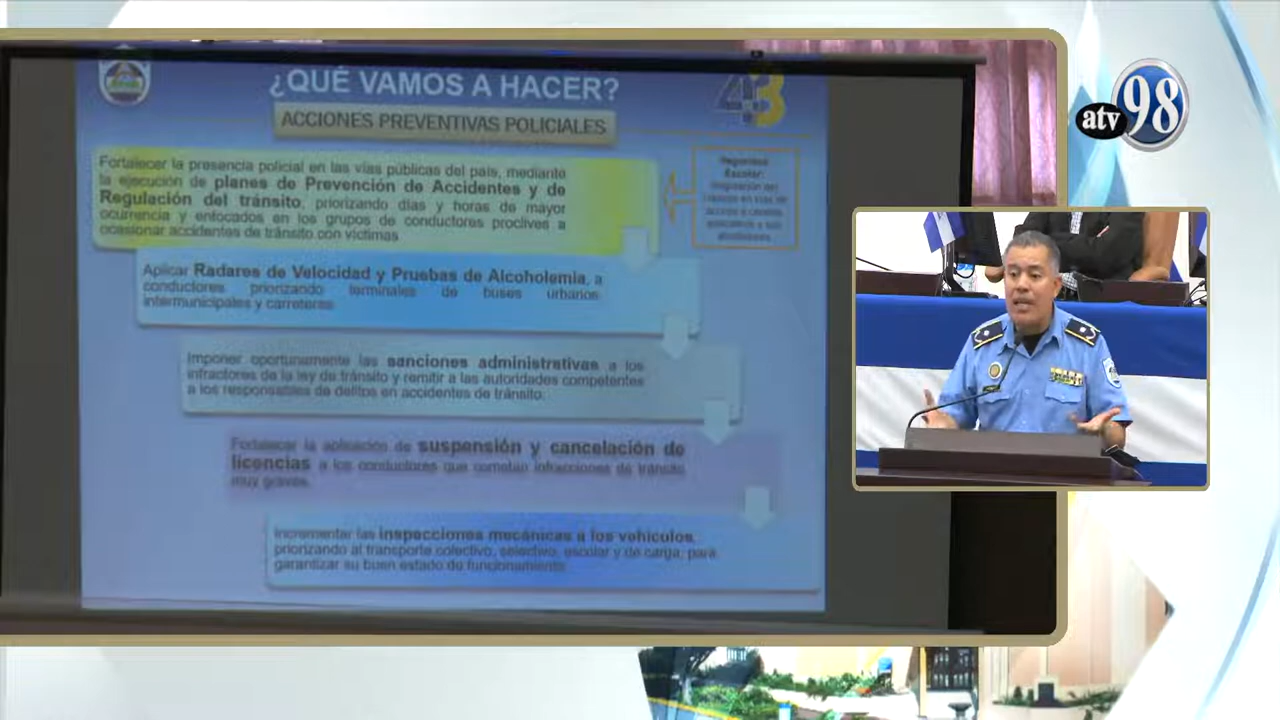 ¿QUÉ VAMOS A HACER?
43
ACCIONES PREVENTIVAS POLICIALES
Fortalecer la presencia policial en las vías públicas del país, mediante
la ejecución de planes de Prevención de Accidentes y de
Regulación del tránsito, priorizando días y horas de mayor
ocurrencia y enfocados en los grupos de conductores proclives a
ocasionar accidentes de tránsito con víctimas
Seguridad
Escolar:
Aplicar Radares de Velocidad y Pruebas de Alcoholemia, a
conductores priorizando terminales de buses urbanos
intermunicipales y carreteras
Imponer oportunamente las sanciones administrativas a los
infractores de la ley de tránsito y remitir a las autoridades competentes
a los responsables de delitos en accidentes de tránsito.
Fortalecer la aplicación de suspensión y cancelación de
licencias a los conductores que cometan infracciones de tránsito
muy graves
Incrementar las inspecciones mecánicas a los vehículos,
priorizando al transporte colectivo, selectivo, escolar y de carga, para
garantizar su buen estado de funcionamiento
atv 98